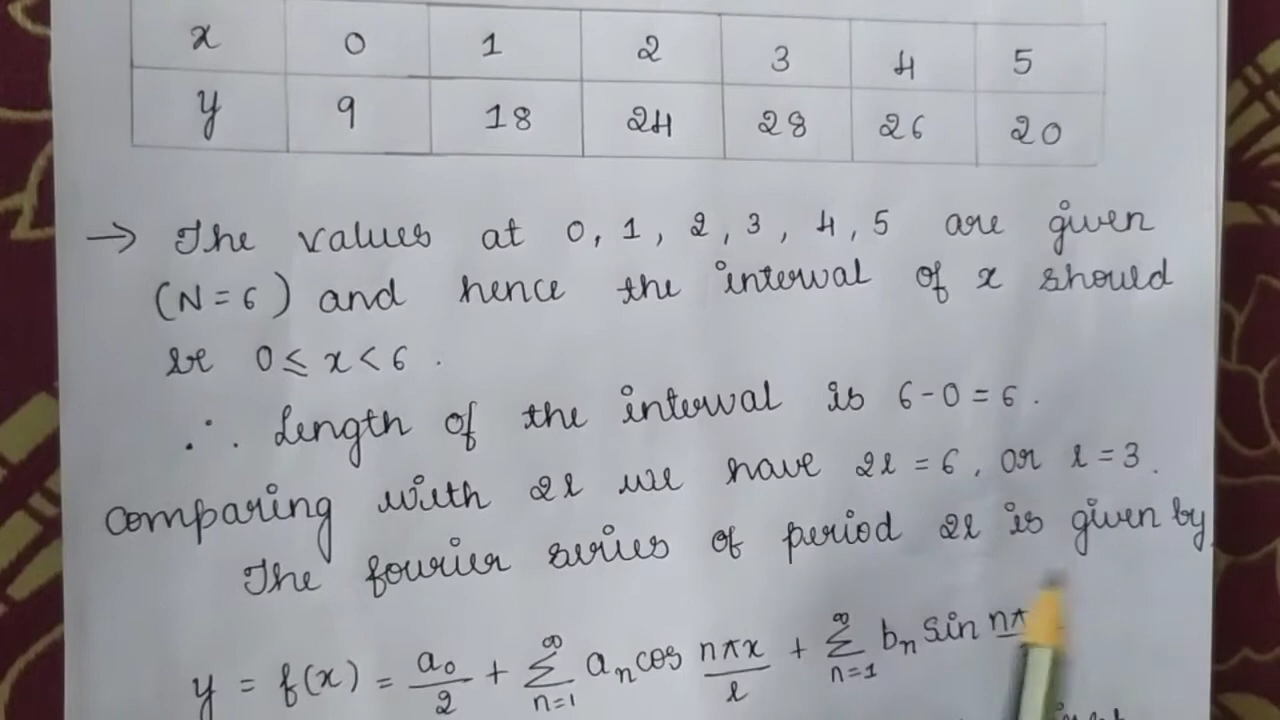 x 0 1 2 3 4 5
y 9 18 24 28 26 20
→ The values at 0, 1, 2, 3, 4, 5 are given
(N = 6) and hence the interval of x should
be 0 ≤ x < 6 .
∴ Length of the interval is 6 - 0 = 6 .
Comparing with 2l we have 2l = 6, or l = 3 .
The fourier series of period 2l is given by
y = f(x) = a₀/2 + ∞Σn=1 aₙ cos nπx/l + ∞Σn=1 bₙ sin nπ